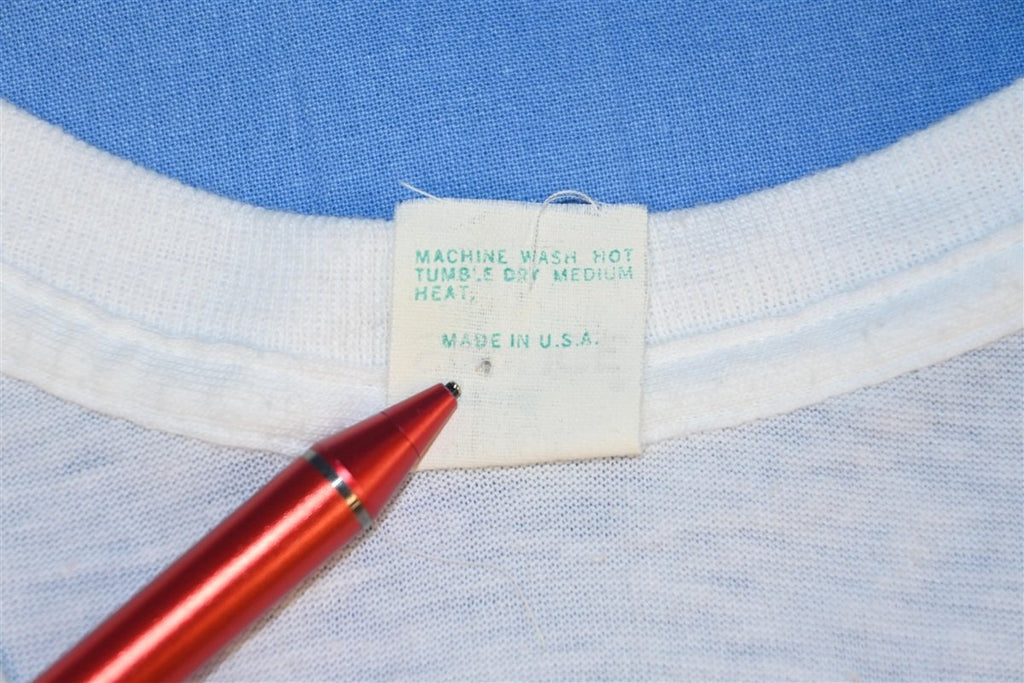 MACHINE WASH HOT
TUMBLE DRY MEDIUM
HEAT.
MADE IN U.S.A.